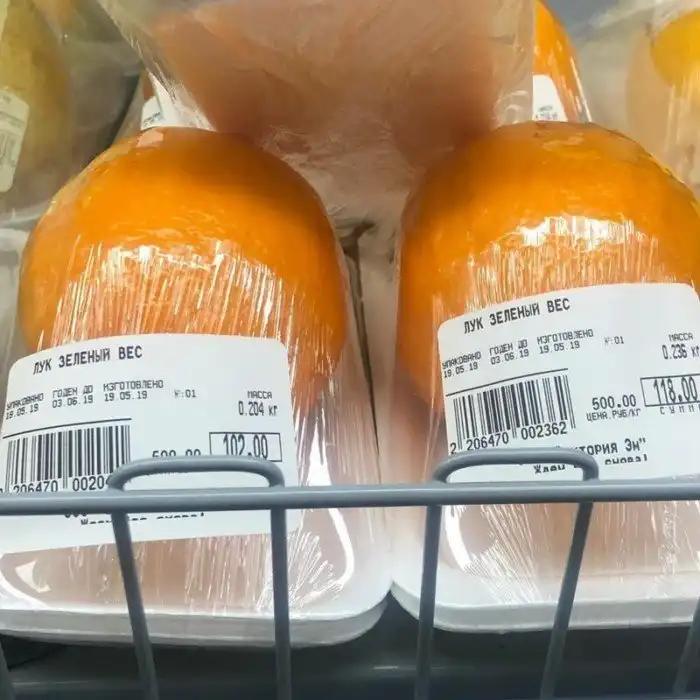 ЛУК ЗЕЛЕНЫЙ ВЕС
УПАКОВАНО ГОДЕН ДО ИЗГОТОВЛЕНО
19.05.19 03.06.19 19.05.19
№:01
МАССА
0.204 кг
102.00
2 206470
ЛУК ЗЕЛЕНЫЙ ВЕС
УПАКОВАНО ГОДЕН ДО ИЗГОТОВЛЕНО
19.05.19 03.06.19 19.05.19
№:01
МАССА
0.236 кг
500.00
ЦЕНА,РУБ/КГ
118.00
2 206470 002362